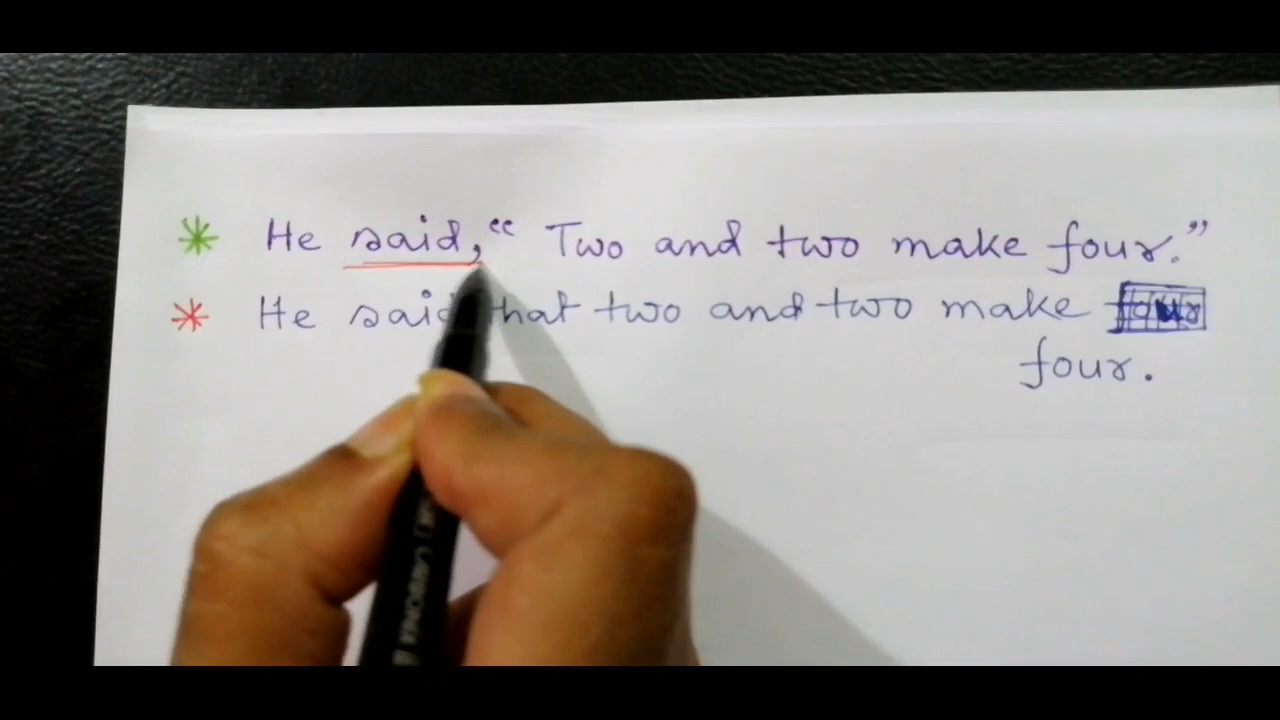 He said, “ Two and two make four.”
He said that two and two make
four.